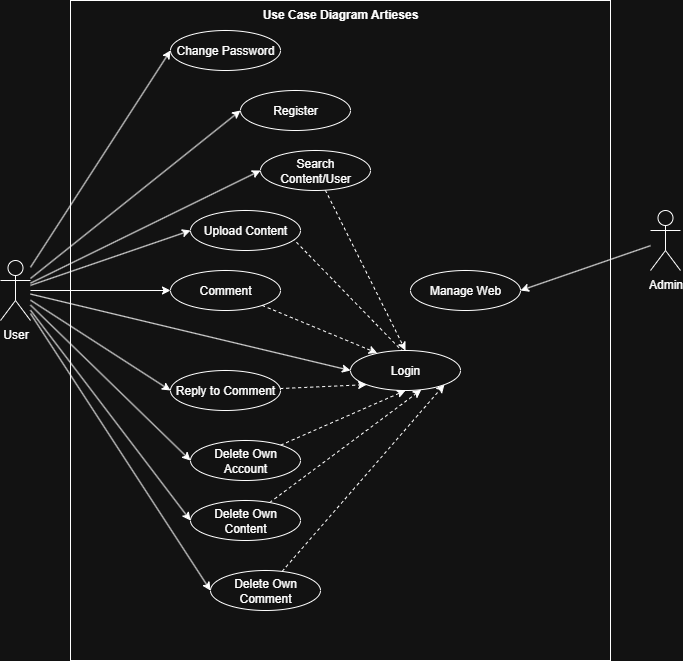 Use Case Diagram Artieses
Change Password
Register
Search
Content/User
Upload Content
Comment
Manage Web
Admin
User
Login
Reply to Comment
Delete Own
Account
Delete Own
Content
Delete Own
Comment